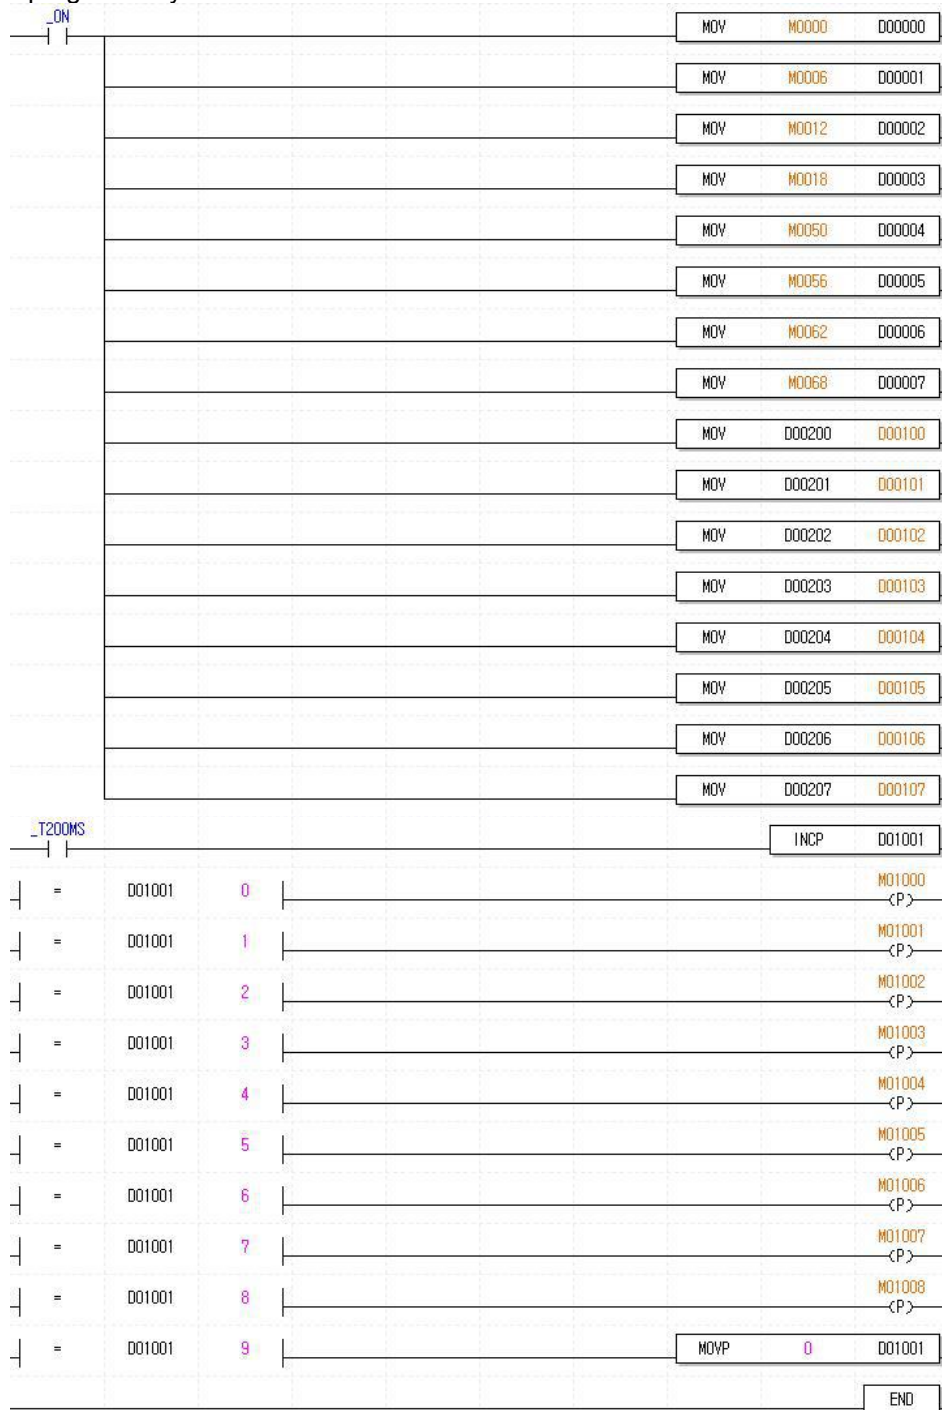 _ON
MOV M0000 D00000
MOV M0006 D00001
MOV M0012 D00002
MOV M0018 D00003
MOV M0050 D00004
MOV M0056 D00005
MOV M0062 D00006
MOV M0068 D00007
MOV D00200 D00100
MOV D00201 D00101
MOV D00202 D00102
MOV D00203 D00103
MOV D00204 D00104
MOV D00205 D00105
MOV D00206 D00106
MOV D00207 D00107
_T200MS
INCP D01001
M01000
= D01001 0 (P)
M01001
= D01001 1 (P)
M01002
= D01001 2 (P)
M01003
= D01001 3 (P)
M01004
= D01001 4 (P)
M01005
= D01001 5 (P)
M01006
= D01001 6 (P)
M01007
= D01001 7 (P)
M01008
= D01001 8 (P)
= D01001 9 MOVP 0 D01001
END